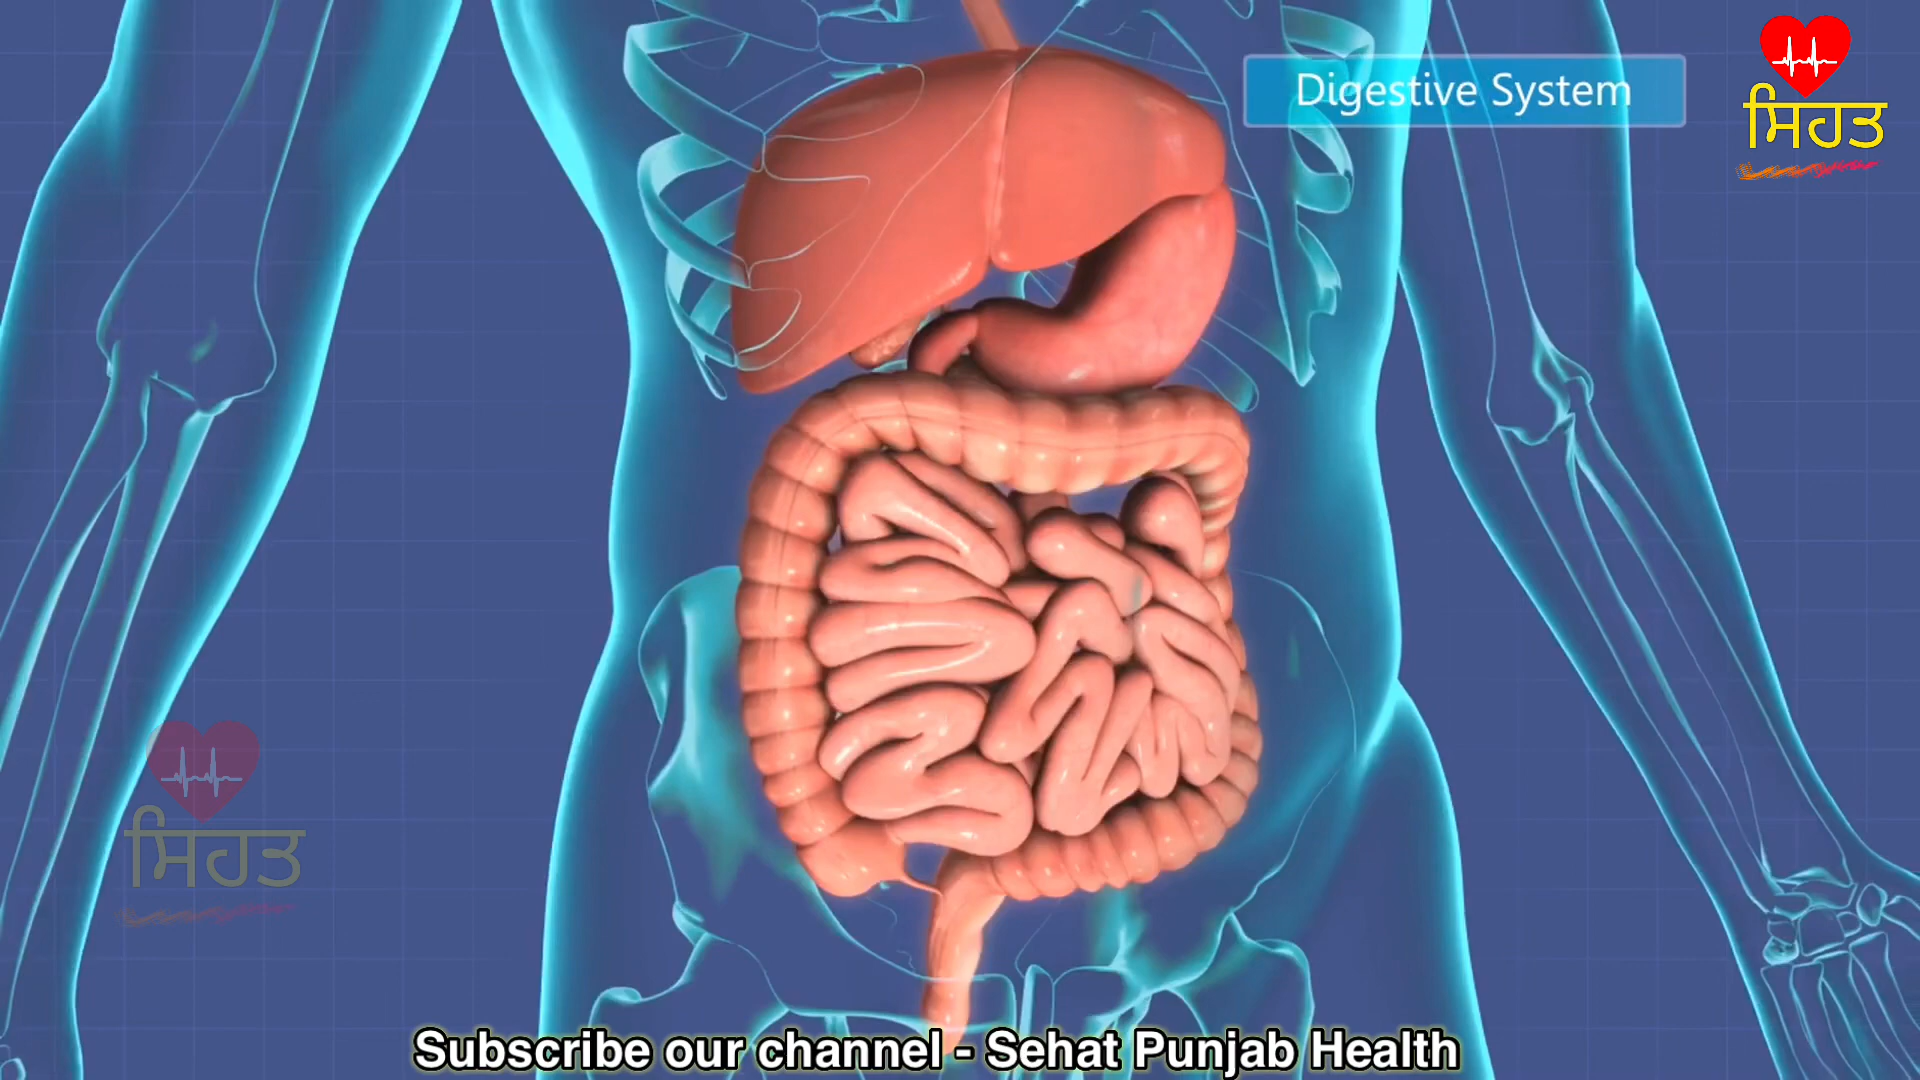 Digestive System
ਸਿਹਤ
ਸਿਹਤ
Subscribe our channel - Sehat Punjab Health